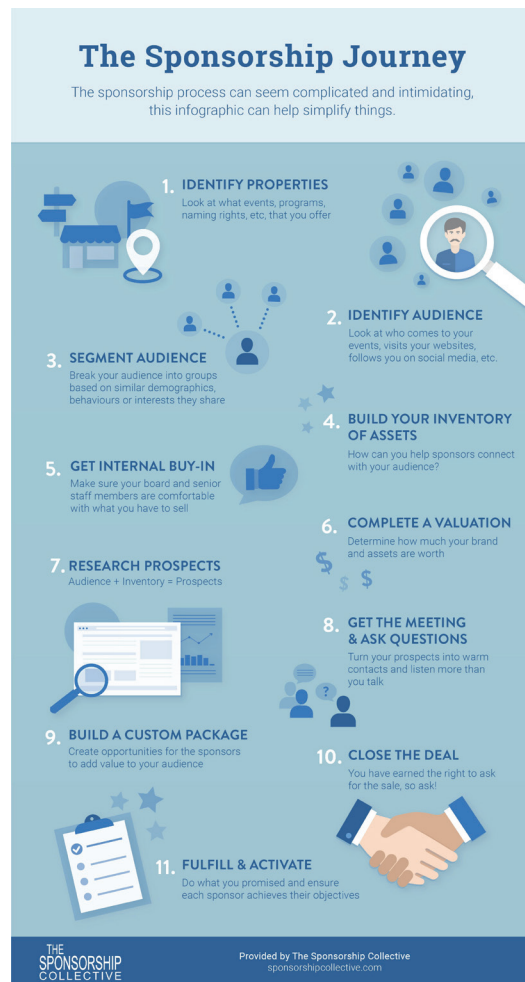 The Sponsorship Journey
The sponsorship process can seem complicated and intimidating,
this infographic can help simplify things.
1. IDENTIFY PROPERTIES
Look at what events, programs,
naming rights, etc, that you offer
2. IDENTIFY AUDIENCE
Look at who comes to your
events, visits your websites,
follows you on social media, etc.
3. SEGMENT AUDIENCE
Break your audience into groups
based on similar demographics,
behaviours or interests they share
4. BUILD YOUR INVENTORY
OF ASSETS
How can you help sponsors connect
with your audience?
5. GET INTERNAL BUY-IN
Make sure your board and senior
staff members are comfortable
with what you have to sell
6. COMPLETE A VALUATION
Determine how much your brand
and assets are worth
$ $ $
7. RESEARCH PROSPECTS
Audience + Inventory = Prospects
8. GET THE MEETING
& ASK QUESTIONS
Turn your prospects into warm
contacts and listen more than
you talk
?
9. BUILD A CUSTOM PACKAGE
Create opportunities for the sponsors
to add value to your audience
10. CLOSE THE DEAL
You have earned the right to ask
for the sale, so ask!
11. FULFILL & ACTIVATE
Do what you promised and ensure
each sponsor achieves their objectives
THE
SPONSORSHIP
COLLECTIVE
Provided by The Sponsorship Collective
sponsorshipcollective.com